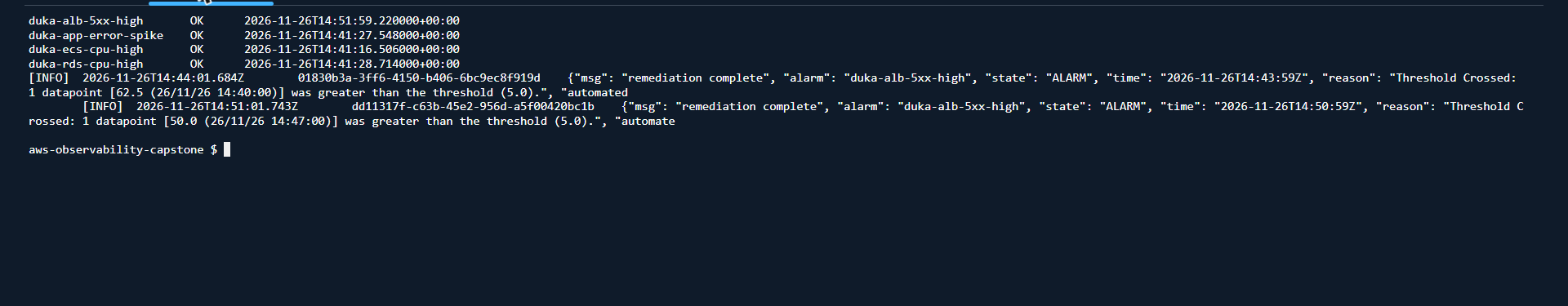 duka-alb-5xx-high       OK      2026-11-26T14:51:59.220000+00:00
duka-app-error-spike    OK      2026-11-26T14:41:27.548000+00:00
duka-ecs-cpu-high       OK      2026-11-26T14:41:16.506000+00:00
duka-rds-cpu-high       OK      2026-11-26T14:41:28.714000+00:00
[INFO]  2026-11-26T14:44:01.684Z        01830b3a-3ff6-4150-b406-6bc9ec8f919d    {"msg": "remediation complete", "alarm": "duka-alb-5xx-high", "state": "ALARM", "time": "2026-11-26T14:43:59Z", "reason": "Threshold Crossed:
1 datapoint [62.5 (26/11/26 14:40:00)] was greater than the threshold (5.0).", "automated
        [INFO]  2026-11-26T14:51:01.743Z        dd11317f-c63b-45e2-956d-a5f00420bc1b    {"msg": "remediation complete", "alarm": "duka-alb-5xx-high", "state": "ALARM", "time": "2026-11-26T14:50:59Z", "reason": "Threshold C
rossed: 1 datapoint [50.0 (26/11/26 14:47:00)] was greater than the threshold (5.0).", "automate
aws-observability-capstone $